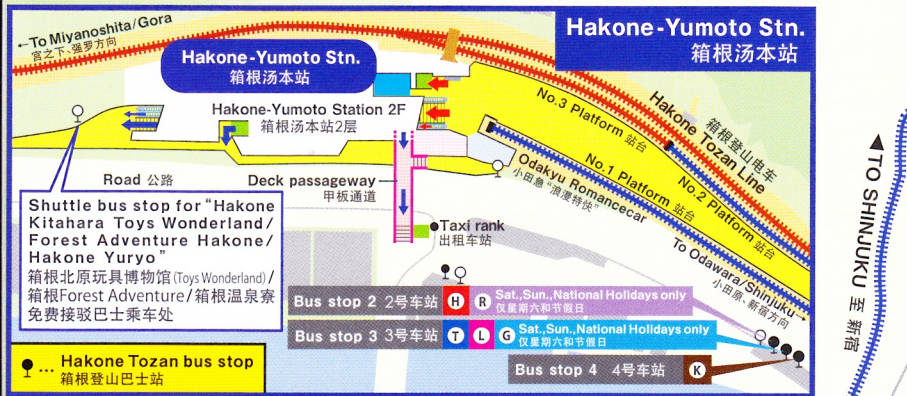 ←To Miyanoshita/Gora
宫之下、强罗方向
Hakone-Yumoto Stn.
箱根汤本站
Hakone-Yumoto Stn.
箱根汤本站
Hakone-Yumoto Station 2F
箱根汤本站2层
No.3 Platform 站台
Hakone Tozan Line
箱根登山电车
No.1 Platform 站台
No.2 Platform 站台
Odakyu Romancecar
小田急“浪漫特快”
To Odawara/Shinjuku →
小田原、新宿方向
Road 公路
Deck passageway
甲板通道
Taxi rank
出租车站
Shuttle bus stop for “Hakone
Kitahara Toys Wonderland/
Forest Adventure Hakone/
Hakone Yuryo”
箱根北原玩具博物馆(Toys Wonderland)/
箱根Forest Adventure/箱根温泉寮
免费接驳巴士乘车处
Bus stop 2 2号车站 H R Sat.,Sun.,National Holidays only
仅星期六和节假日
Bus stop 3 3号车站 T L G Sat.,Sun.,National Holidays only
仅星期六和节假日
Bus stop 4 4号车站 K
... Hakone Tozan bus stop
箱根登山巴士站
◀TO SHINJUKU 至 新宿